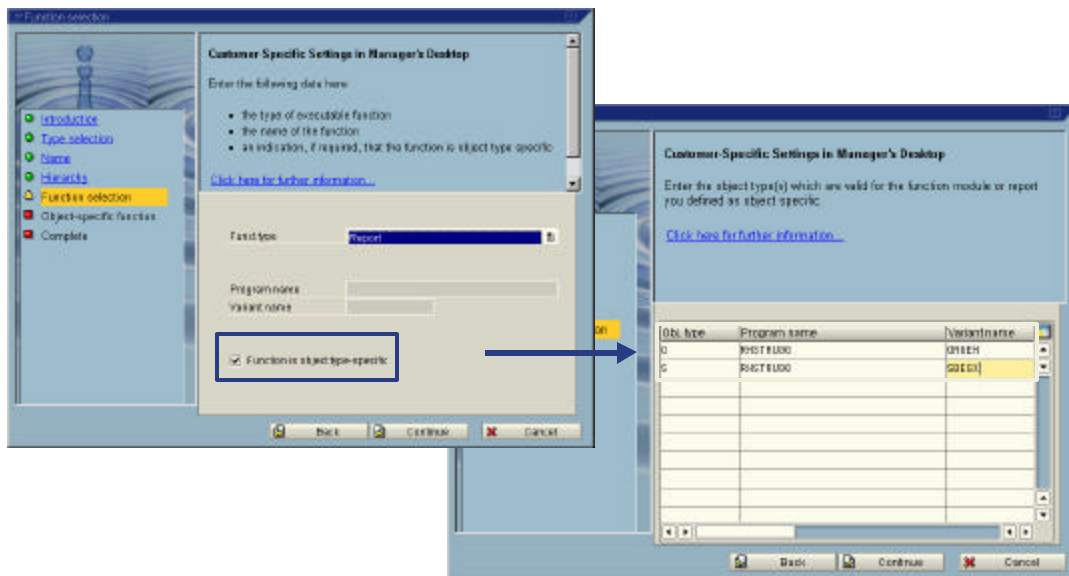 Function selection
Customer-Specific Settings in Manager's Desktop
Enter the following data here
the type of executable function
the name of the function
an indication, if required, that the function is object type specific
Click here for further information...
Introduction
Type selection
Name
Hierarchy
Function selection
Object-specific function
Complete
Funct.type
Report
Program name
Variant name
Function is object type-specific
Back
Continue
Cancel
Customer-Specific Settings in Manager's Desktop
Enter the object type(s) which are valid for the function module or report
you defined as object specific
Click here for further information...
on
Obj. type Program name Variant name
O RHSTRU00
S RHSTRU00
Back
Continue
Cancel